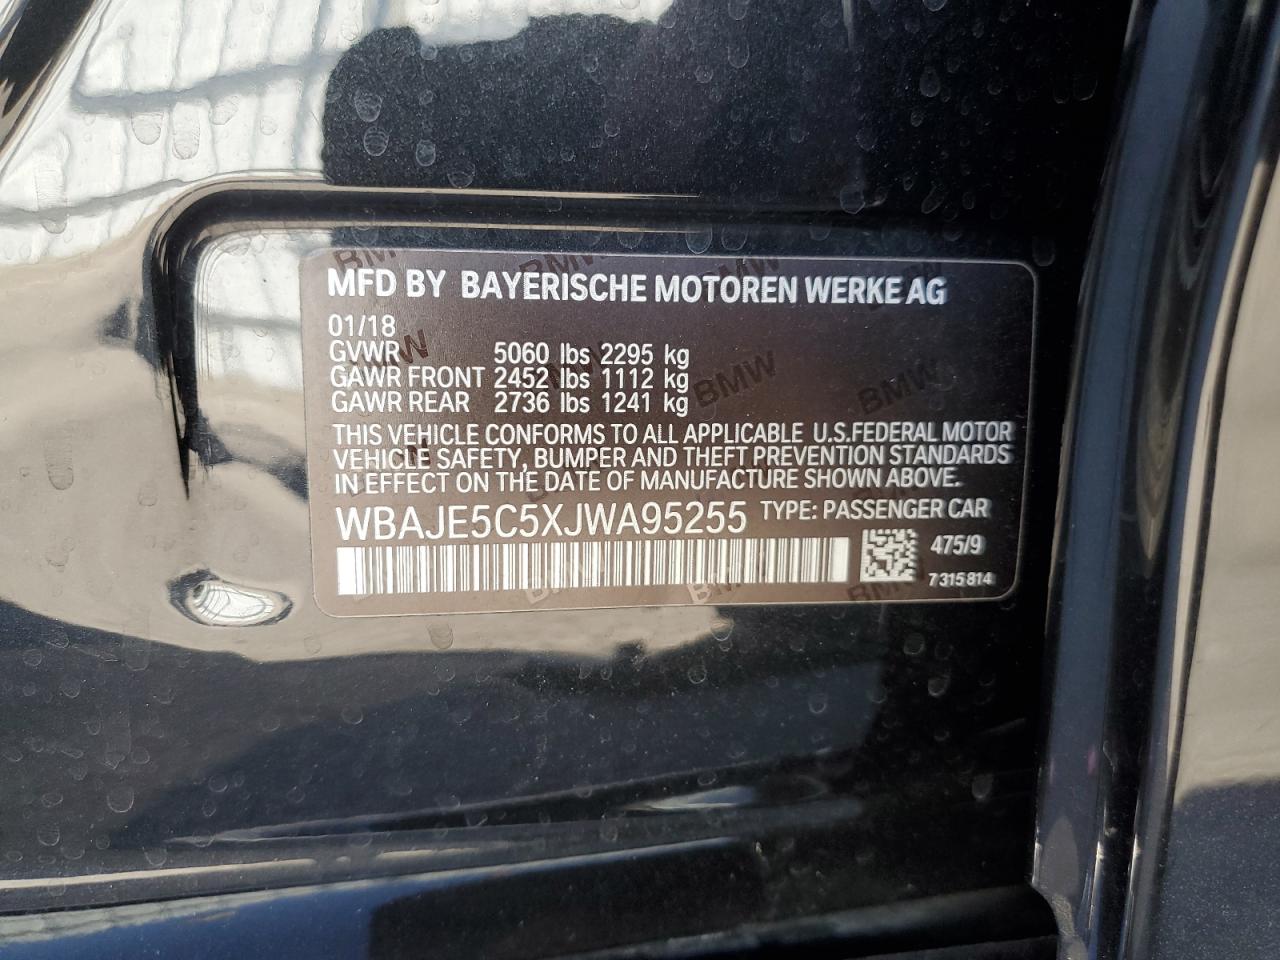 MFD BY BAYERISCHE MOTOREN WERKE AG
01/18
GVWR 5060 lbs 2295 kg
GAWR FRONT 2452 lbs 1112 kg
GAWR REAR 2736 lbs 1241 kg
THIS VEHICLE CONFORMS TO ALL APPLICABLE U.S.FEDERAL MOTOR
VEHICLE SAFETY, BUMPER AND THEFT PREVENTION STANDARDS
IN EFFECT ON THE DATE OF MANUFACTURE SHOWN ABOVE.
WBAJE5C5XJWA95255 TYPE: PASSENGER CAR
475/9
7315814